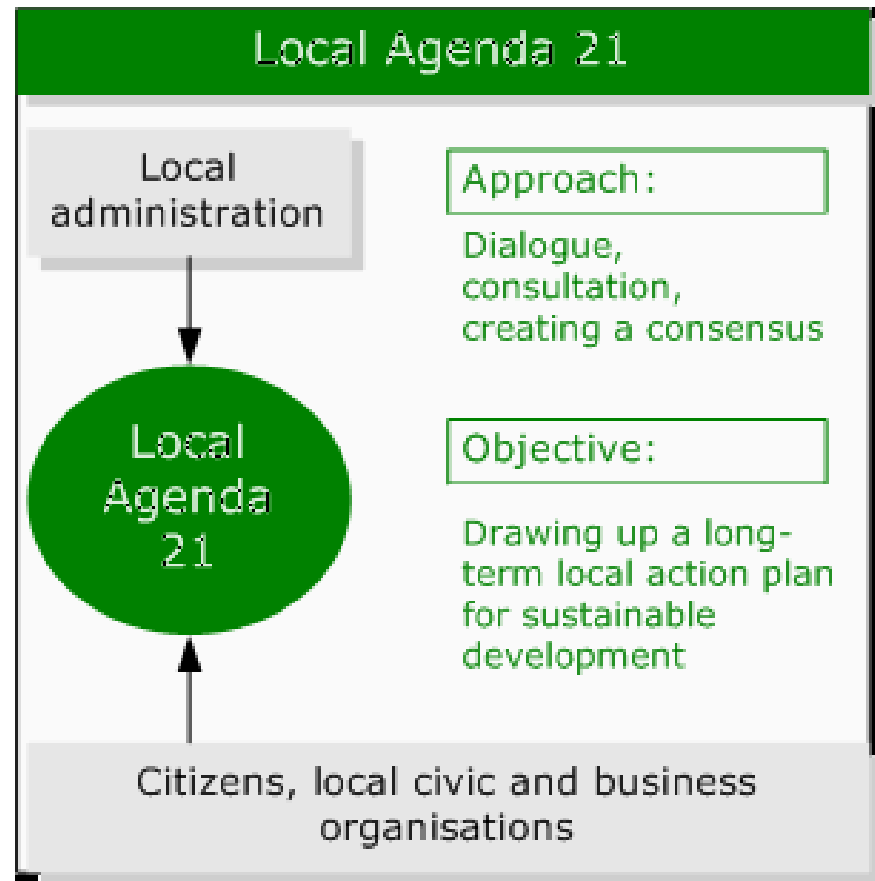 Local Agenda 21
Local
administration
Approach:
Dialogue,
consultation,
creating a consensus
Local
Agenda
21
Objective:
Drawing up a long-
term local action plan
for sustainable
development
Citizens, local civic and business
organisations